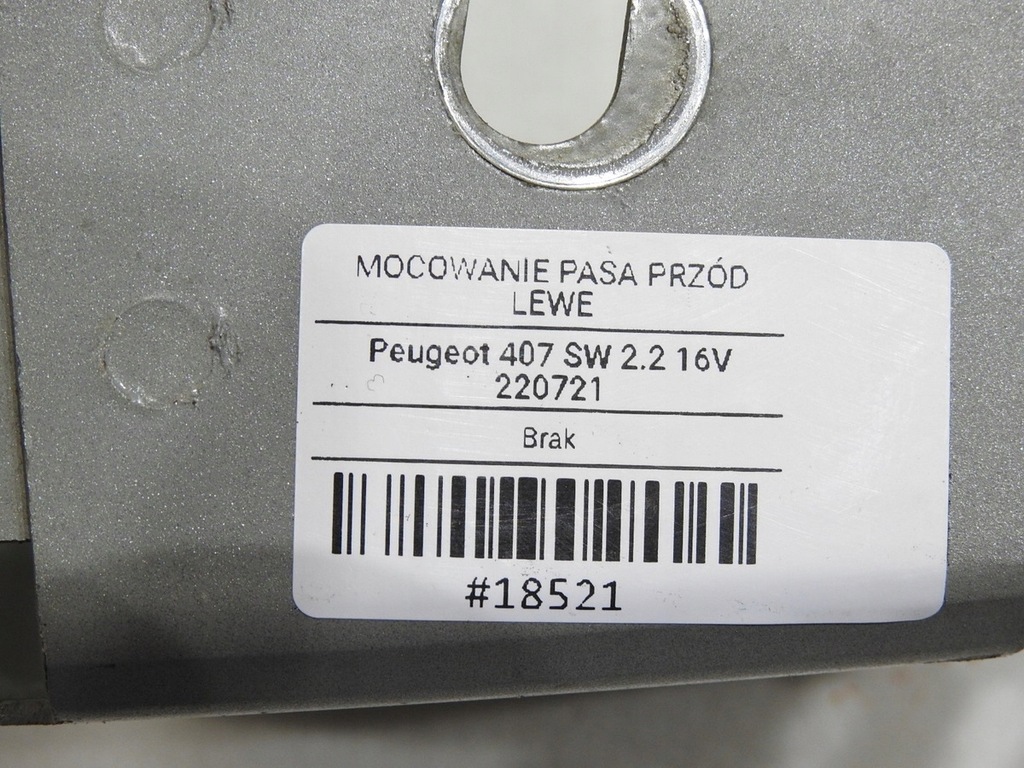 MOCOWANIE PASA PRZÓD
LEWE
Peugeot 407 SW 2.2 16V
220721
Brak
#18521